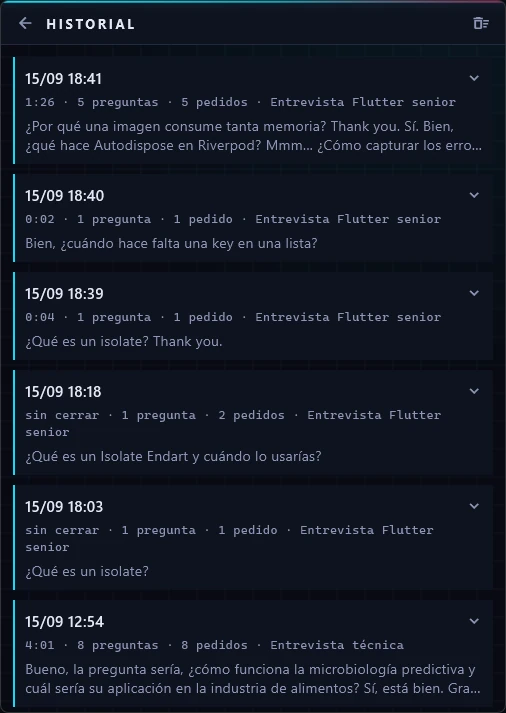 HISTORIAL
15/09 18:41
1:26 · 5 preguntas · 5 pedidos · Entrevista Flutter senior
¿Por qué una imagen consume tanta memoria? Thank you. Sí. Bien,
¿qué hace Autodispose en Riverpod? Mmm... ¿Cómo capturar los erro...
15/09 18:40
0:02 · 1 pregunta · 1 pedido · Entrevista Flutter senior
Bien, ¿cuándo hace falta una key en una lista?
15/09 18:39
0:04 · 1 pregunta · 1 pedido · Entrevista Flutter senior
¿Qué es un isolate? Thank you.
15/09 18:18
sin cerrar · 1 pregunta · 2 pedidos · Entrevista Flutter
senior
¿Qué es un Isolate Endart y cuándo lo usarías?
15/09 18:03
sin cerrar · 1 pregunta · 1 pedido · Entrevista Flutter
senior
¿Qué es un isolate?
15/09 12:54
4:01 · 8 preguntas · 8 pedidos · Entrevista técnica
Bueno, la pregunta sería, ¿cómo funciona la microbiología predictiva y
cuál sería su aplicación en la industria de alimentos? Sí, está bien. Gra...